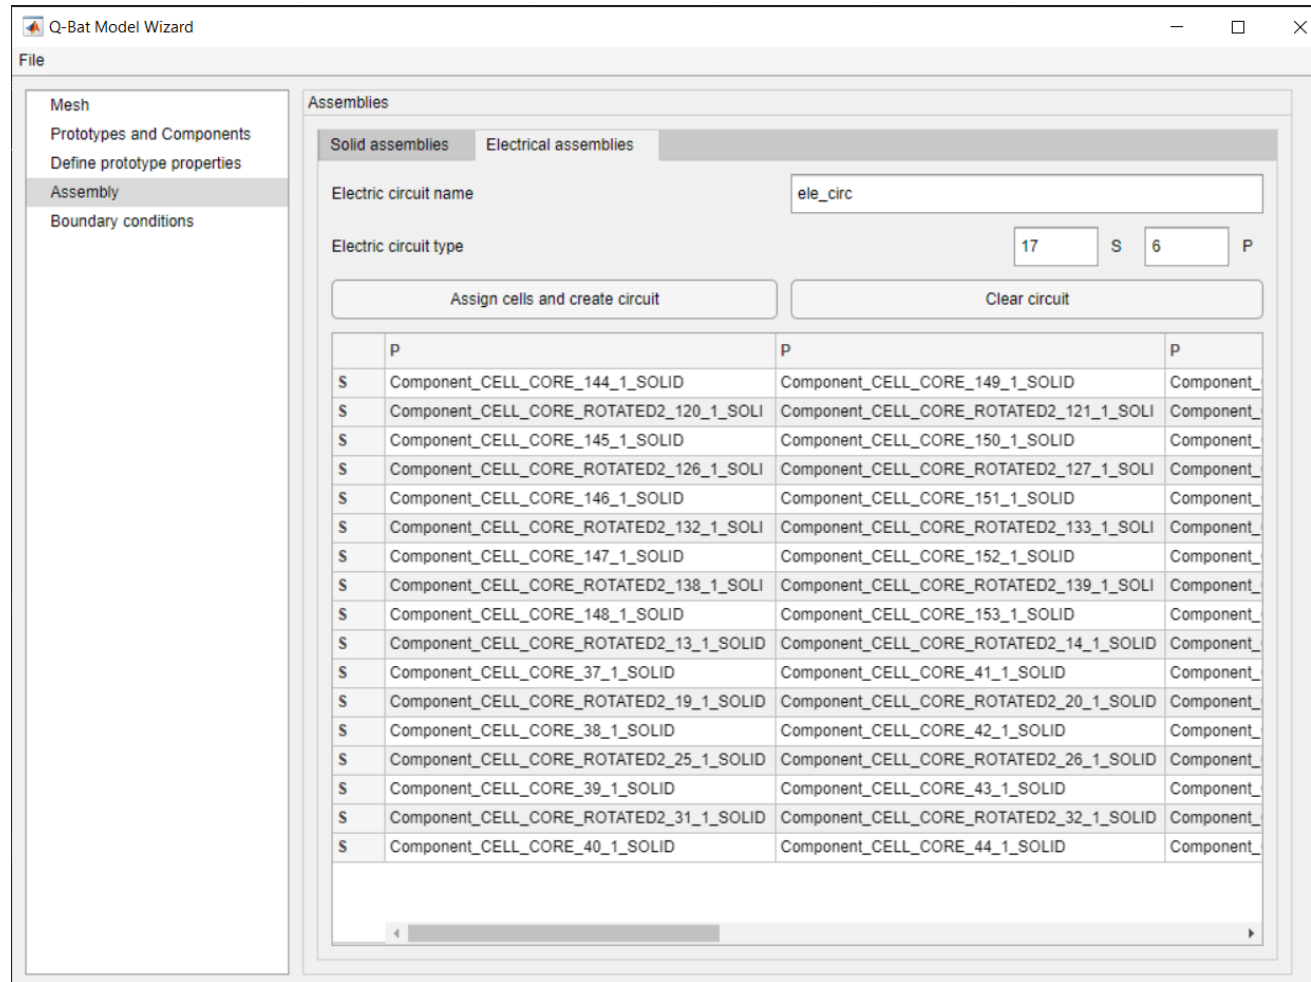 Q-Bat Model Wizard
File
Mesh
Prototypes and Components
Define prototype properties
Assembly
Boundary conditions
Assemblies
Solid assemblies Electrical assemblies
Electric circuit name ele_circ
Electric circuit type 17 S 6 P
Assign cells and create circuit Clear circuit
P P P
S Component_CELL_CORE_144_1_SOLID Component_CELL_CORE_149_1_SOLID Component_
S Component_CELL_CORE_ROTATED2_120_1_SOLI Component_CELL_CORE_ROTATED2_121_1_SOLI Component_
S Component_CELL_CORE_145_1_SOLID Component_CELL_CORE_150_1_SOLID Component_
S Component_CELL_CORE_ROTATED2_126_1_SOLI Component_CELL_CORE_ROTATED2_127_1_SOLI Component_
S Component_CELL_CORE_146_1_SOLID Component_CELL_CORE_151_1_SOLID Component_
S Component_CELL_CORE_ROTATED2_132_1_SOLI Component_CELL_CORE_ROTATED2_133_1_SOLI Component_
S Component_CELL_CORE_147_1_SOLID Component_CELL_CORE_152_1_SOLID Component_
S Component_CELL_CORE_ROTATED2_138_1_SOLI Component_CELL_CORE_ROTATED2_139_1_SOLI Component_
S Component_CELL_CORE_148_1_SOLID Component_CELL_CORE_153_1_SOLID Component_
S Component_CELL_CORE_ROTATED2_13_1_SOLID Component_CELL_CORE_ROTATED2_14_1_SOLID Component_
S Component_CELL_CORE_37_1_SOLID Component_CELL_CORE_41_1_SOLID Component_
S Component_CELL_CORE_ROTATED2_19_1_SOLID Component_CELL_CORE_ROTATED2_20_1_SOLID Component_
S Component_CELL_CORE_38_1_SOLID Component_CELL_CORE_42_1_SOLID Component_
S Component_CELL_CORE_ROTATED2_25_1_SOLID Component_CELL_CORE_ROTATED2_26_1_SOLID Component_
S Component_CELL_CORE_39_1_SOLID Component_CELL_CORE_43_1_SOLID Component_
S Component_CELL_CORE_ROTATED2_31_1_SOLID Component_CELL_CORE_ROTATED2_32_1_SOLID Component_
S Component_CELL_CORE_40_1_SOLID Component_CELL_CORE_44_1_SOLID Component_